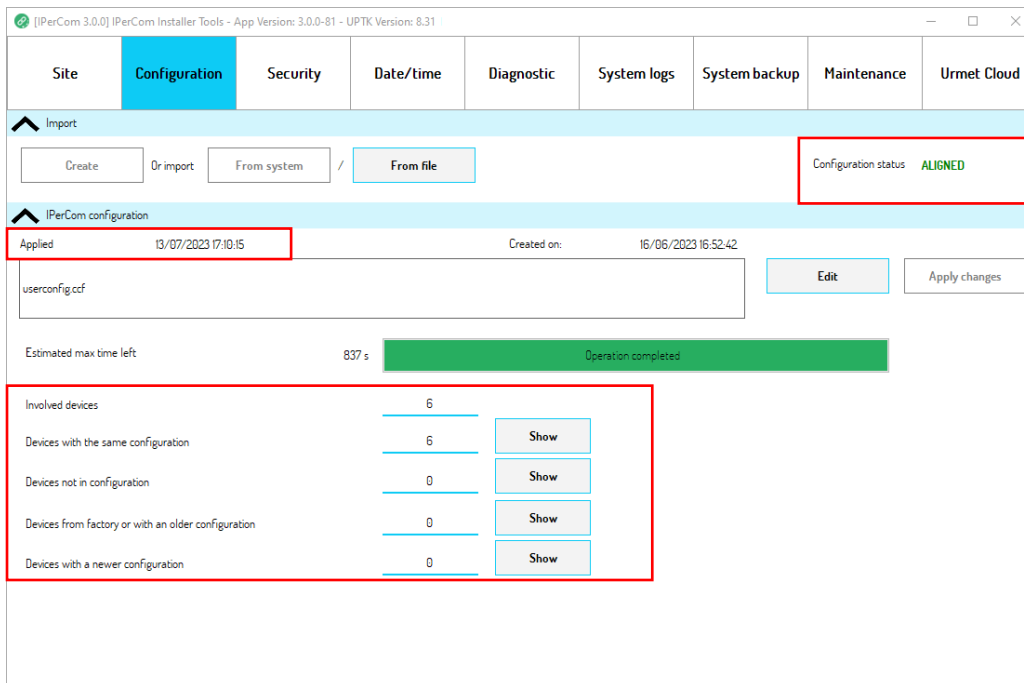 [IPerCom 3.0.0] IPerCom Installer Tools - App Version: 3.0.0-81 - UPTK Version: 8.31
Site Configuration Security Date/time Diagnostic System logs System backup Maintenance Urmet Cloud
Import
Create Or import From system / From file Configuration status ALIGNED
IPerCom configuration
Applied 13/07/2023 17:10:15 Created on: 16/06/2023 16:52:42
userconfig.ccf Edit Apply changes
Estimated max time left 837 s Operation completed
Involved devices 6
Devices with the same configuration 6 Show
Devices not in configuration 0 Show
Devices from factory or with an older configuration 0 Show
Devices with a newer configuration 0 Show